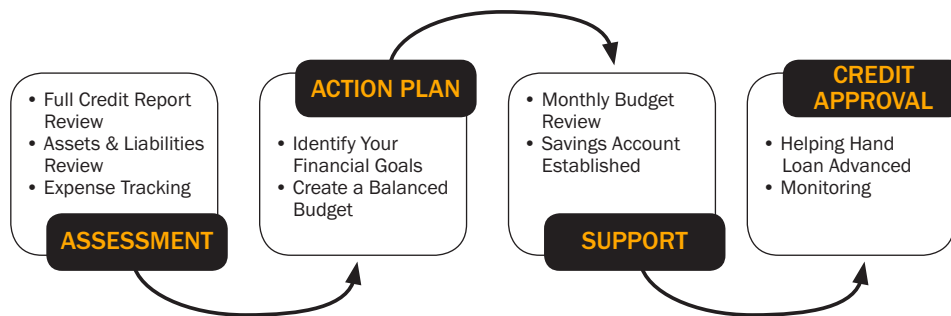 • Full Credit Report
Review
• Assets & Liabilities
Review
• Expense Tracking
ASSESSMENT
ACTION PLAN
• Identify Your
Financial Goals
• Create a Balanced
Budget
• Monthly Budget
Review
• Savings Account
Established
SUPPORT
CREDIT
APPROVAL
• Helping Hand
Loan Advanced
• Monitoring